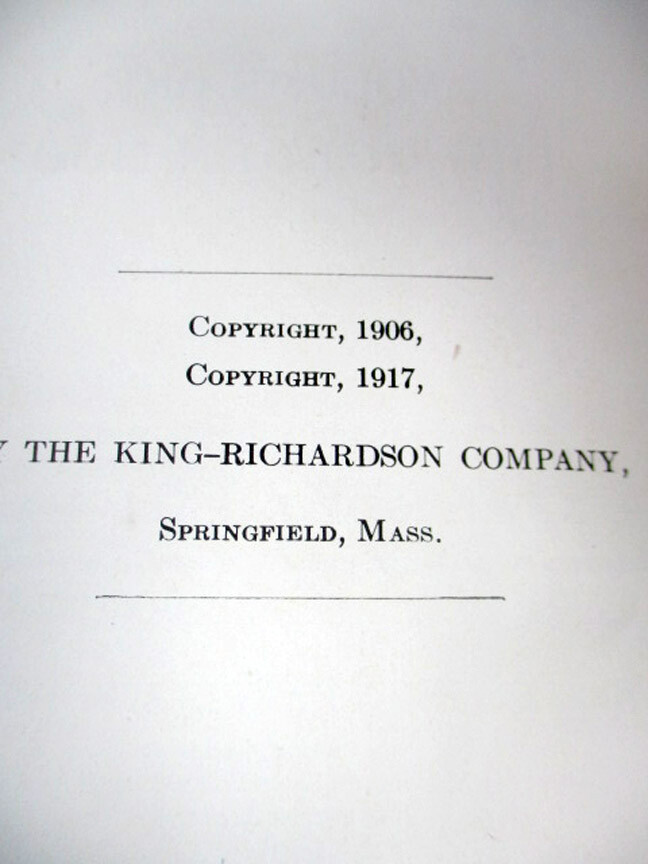 Copyright, 1906,
Copyright, 1917,
Y THE KING–RICHARDSON COMPANY,
Springfield, Mass.